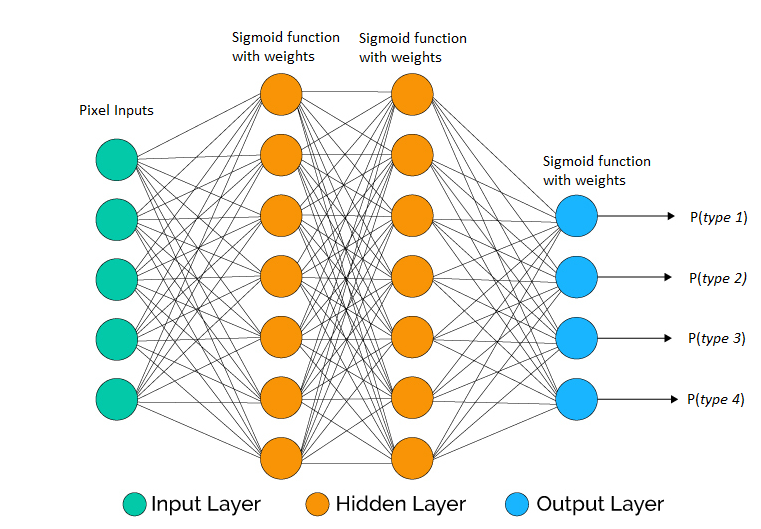 Sigmoid function
with weights
Sigmoid function
with weights
Pixel Inputs
Sigmoid function
with weights
P(type 1)
P(type 2)
P(type 3)
P(type 4)
Input Layer
Hidden Layer
Output Layer